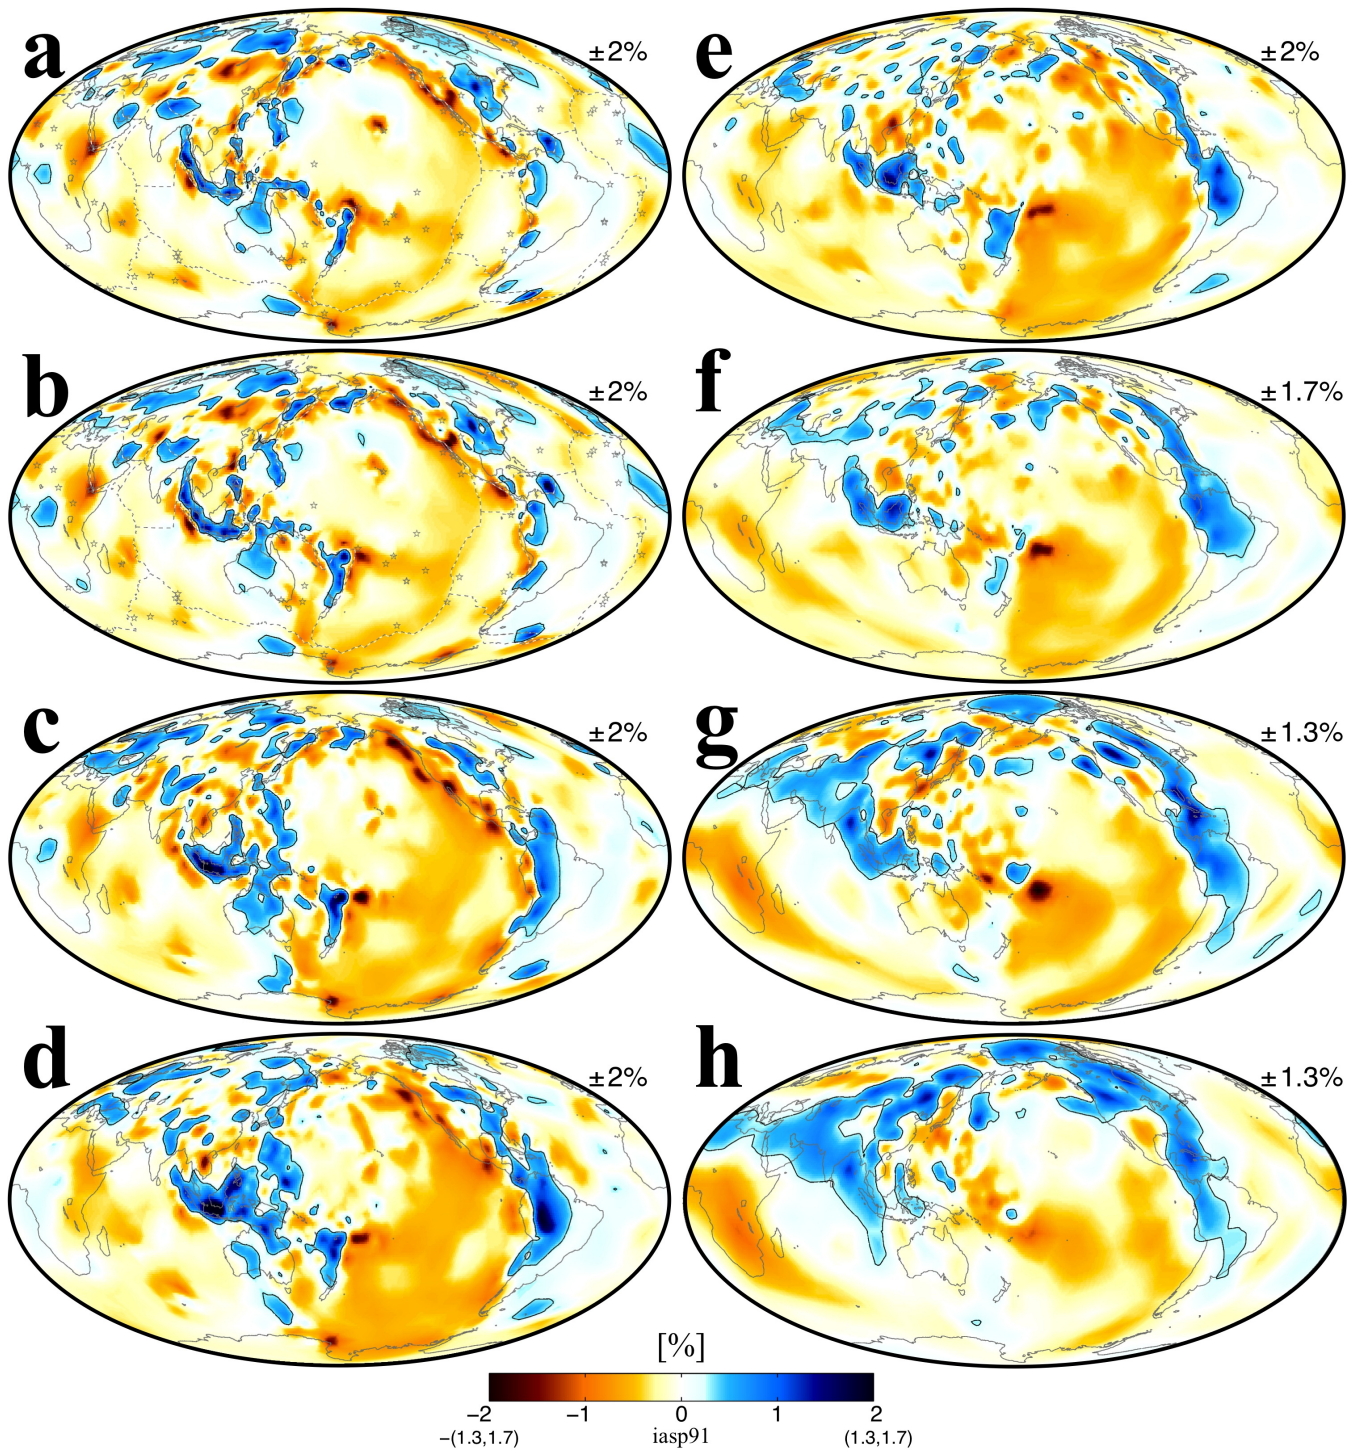 a
±2%
e
±2%
b
±2%
f
±1.7%
c
±2%
g
±1.3%
d
±2%
h
±1.3%
[%]
−2 −1 0 1 2
−(1.3,1.7) iasp91 (1.3,1.7)